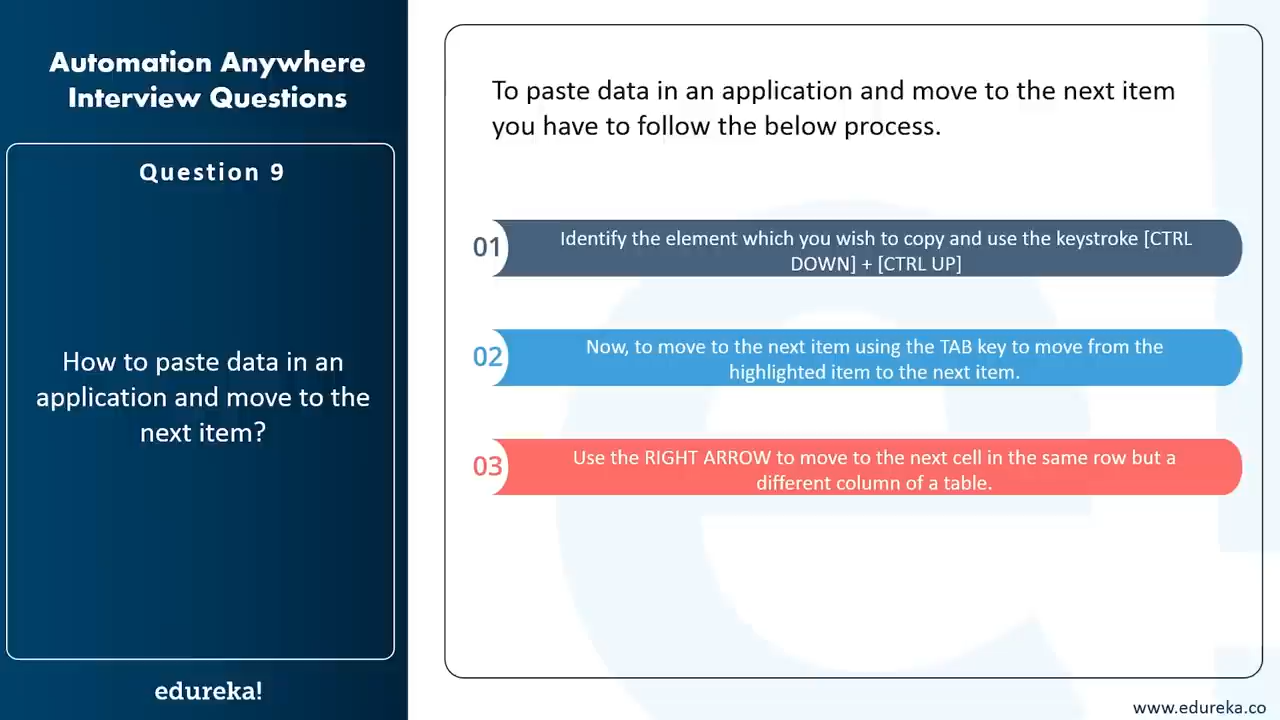 Automation Anywhere
Interview Questions
Question 9
How to paste data in an
application and move to the
next item?
edureka!
To paste data in an application and move to the next item
you have to follow the below process.
01
Identify the element which you wish to copy and use the keystroke [CTRL
DOWN] + [CTRL UP]
02
Now, to move to the next item using the TAB key to move from the
highlighted item to the next item.
03
Use the RIGHT ARROW to move to the next cell in the same row but a
different column of a table.
www.edureka.co